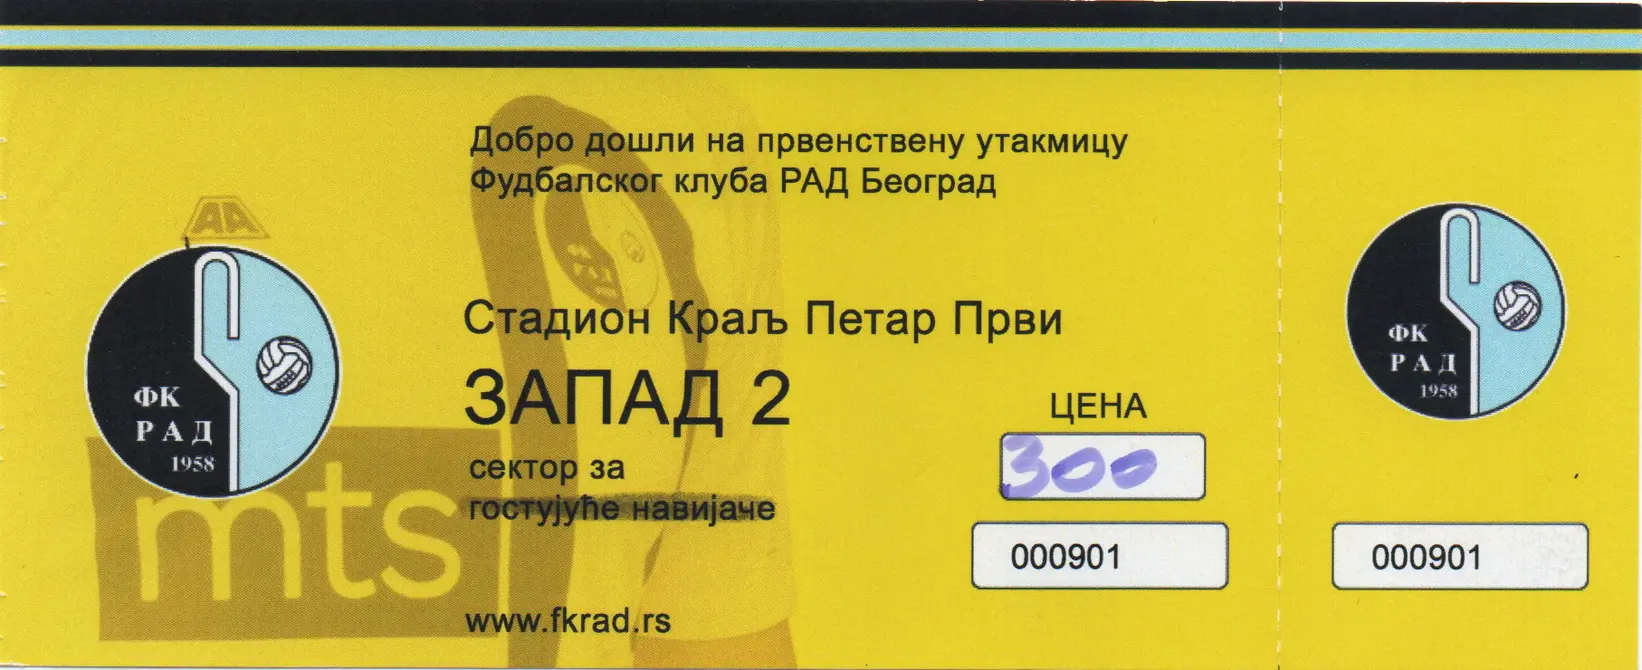 Добро дошли на првенствену утакмицу
Фудбалског клуба РАД Београд
ФК
РАД
1958
Стадион Краљ Петар Први
ЗАПАД 2
сектор за
гостујуће навијаче
mts
www.fkrad.rs
ЦЕНА
300
000901
ФК
РАД
1958
000901